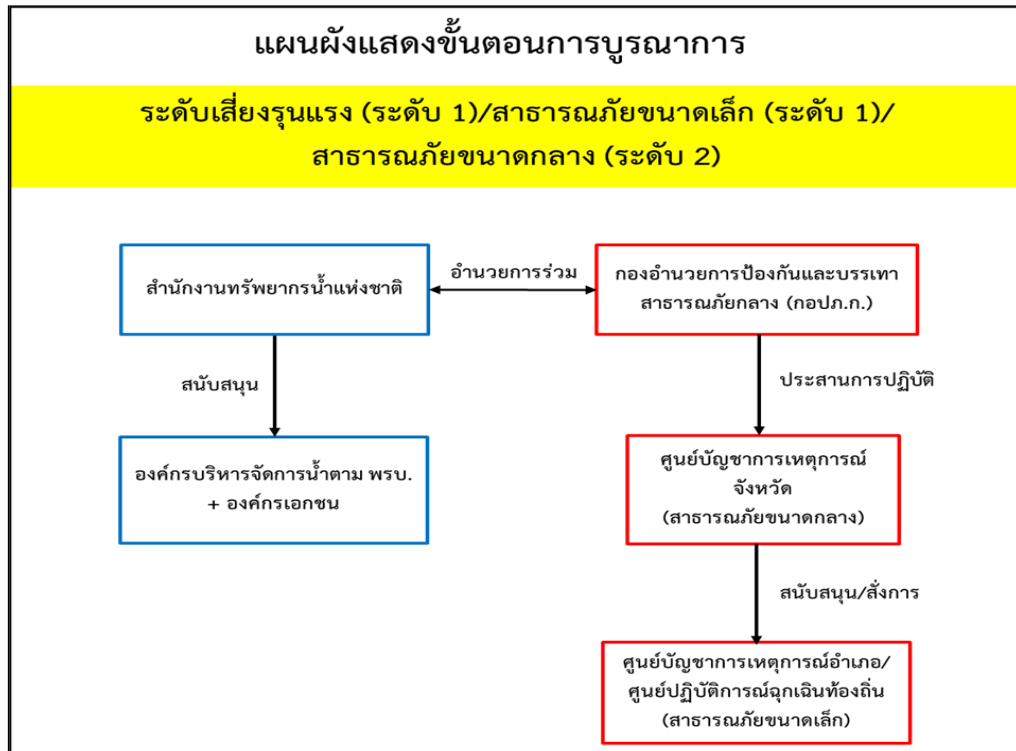 แผนผังแสดงขั้นตอนการบูรณาการ
ระดับเสี่ยงรุนแรง (ระดับ 1)/สาธารณภัยขนาดเล็ก (ระดับ 1)/
สาธารณภัยขนาดกลาง (ระดับ 2)
สำนักงานทรัพยากรน้ำแห่งชาติ
อำนวยการร่วม
กองอำนวยการป้องกันและบรรเทา
สาธารณภัยกลาง (กอปภ.ก.)
สนับสนุน
ประสานการปฏิบัติ
องค์กรบริหารจัดการน้ำตาม พรบ.
+ องค์กรเอกชน
ศูนย์บัญชาการเหตุการณ์
จังหวัด
(สาธารณภัยขนาดกลาง)
สนับสนุน/สั่งการ
ศูนย์บัญชาการเหตุการณ์อำเภอ/
ศูนย์ปฏิบัติการณ์ฉุกเฉินท้องถิ่น
(สาธารณภัยขนาดเล็ก)